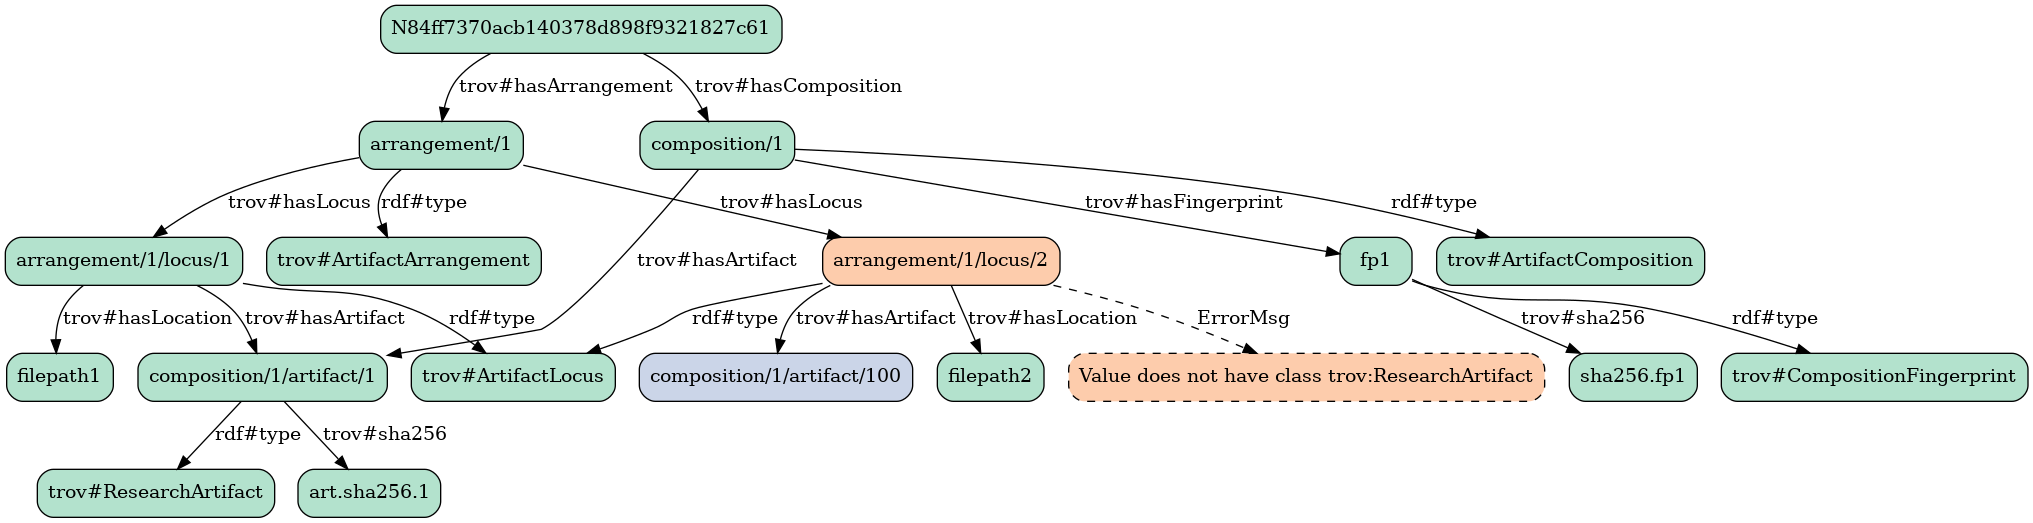 N84ff7370acb140378d898f9321827c61
trov#hasArrangement
trov#hasComposition
arrangement/1
composition/1
trov#hasLocus
rdf#type
trov#hasLocus
trov#hasFingerprint
rdf#type
arrangement/1/locus/1
trov#ArtifactArrangement
trov#hasArtifact
arrangement/1/locus/2
fp1
trov#ArtifactComposition
trov#hasLocation
trov#hasArtifact
rdf#type
rdf#type
trov#hasArtifact
trov#hasLocation
ErrorMsg
trov#sha256
rdf#type
filepath1
composition/1/artifact/1
trov#ArtifactLocus
composition/1/artifact/100
filepath2
Value does not have class trov:ResearchArtifact
sha256.fp1
trov#CompositionFingerprint
rdf#type
trov#sha256
trov#ResearchArtifact
art.sha256.1